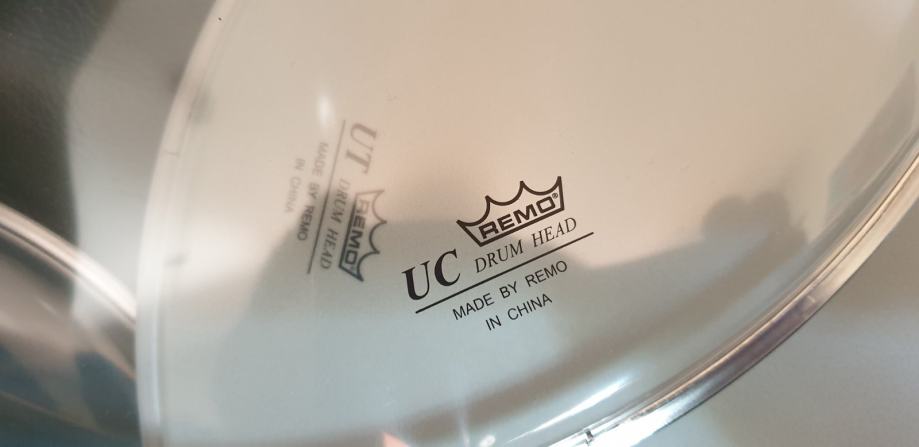 REMO®
UC DRUM HEAD
MADE BY REMO
IN CHINA
REMO
UT DRUM HEAD
MADE BY REMO
IN CHINA